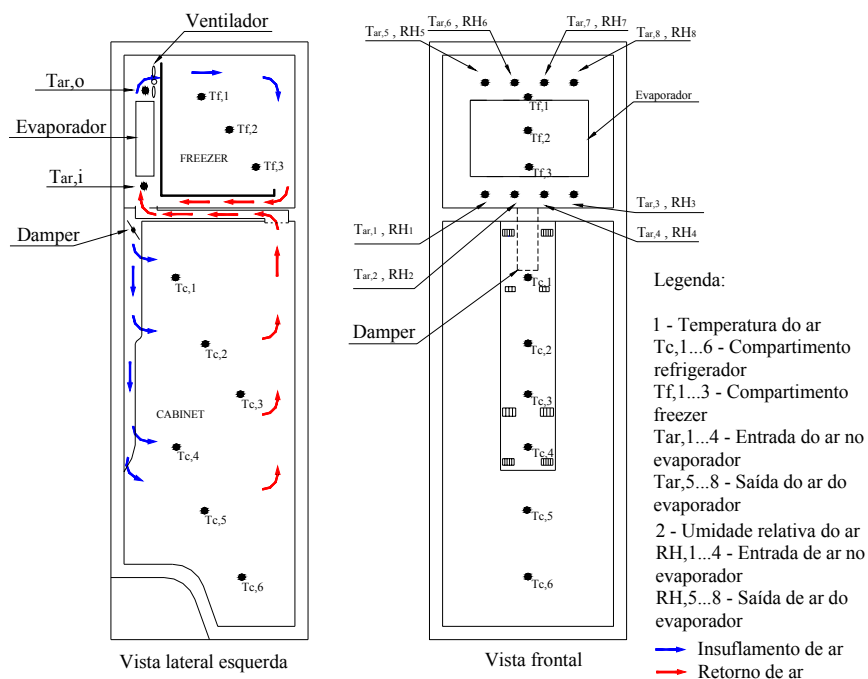 Ventilador
Tar,o
Evaporador
Tar,i
Damper
Tf,1
Tf,2
FREEZER
Tf,3
Tc,1
Tc,2
Tc,3
CABINET
Tc,4
Tc,5
Tc,6
Vista lateral esquerda
Tar,5 , RH5
Tar,6 , RH6
Tar,7 , RH7
Tar,8 , RH8
Evaporador
Tf,1
Tf,2
Tf,3
Tar,1 , RH1
Tar,2 , RH2
Tar,3 , RH3
Tar,4 , RH4
Damper
Tc,1
Tc,2
Tc,3
Tc,4
Tc,5
Tc,6
Vista frontal
Legenda:
1 - Temperatura do ar
Tc,1...6 - Compartimento
refrigerador
Tf,1...3 - Compartimento
freezer
Tar,1...4 - Entrada do ar no
evaporador
Tar,5...8 - Saída do ar do
evaporador
2 - Umidade relativa do ar
RH,1...4 - Entrada de ar no
evaporador
RH,5...8 - Saída de ar do
evaporador
Insuflamento de ar
Retorno de ar